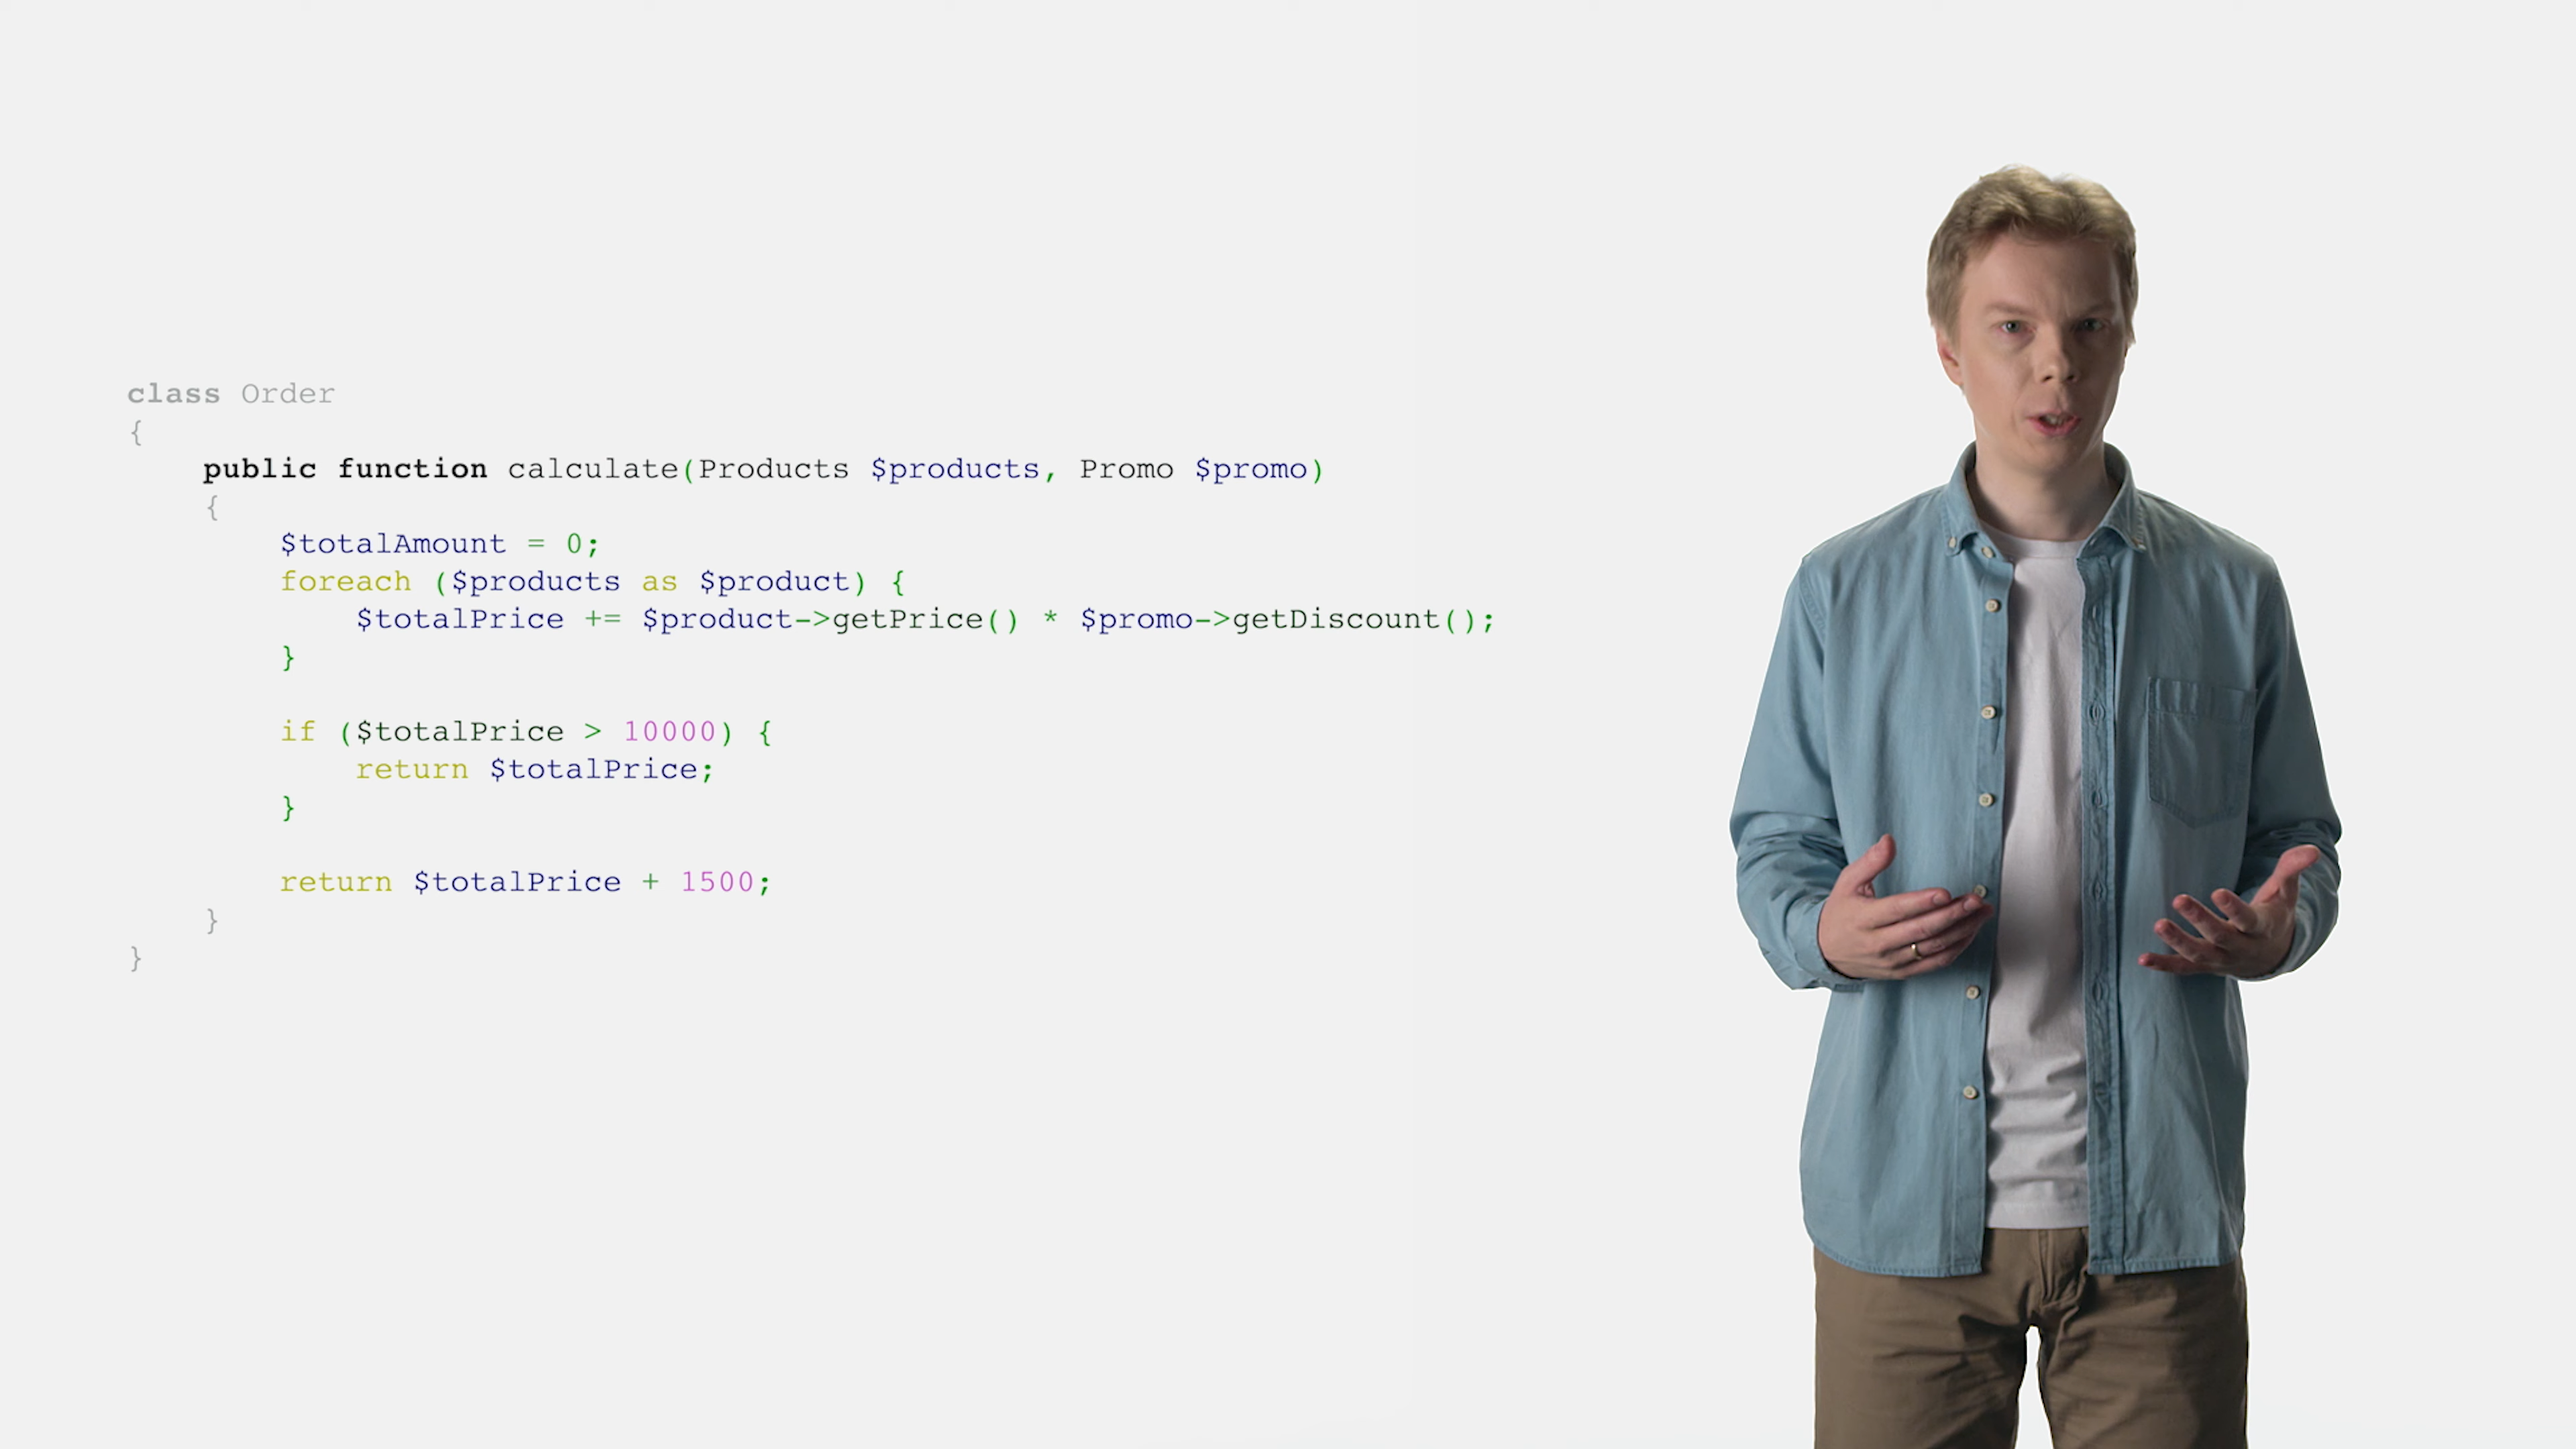 class Order
{
public function calculate(Products $products, Promo $promo)
{
$totalAmount = 0;
foreach ($products as $product) {
$totalPrice += $product->getPrice() * $promo->getDiscount();
}
if ($totalPrice > 10000) {
return $totalPrice;
}
return $totalPrice + 1500;
}
}